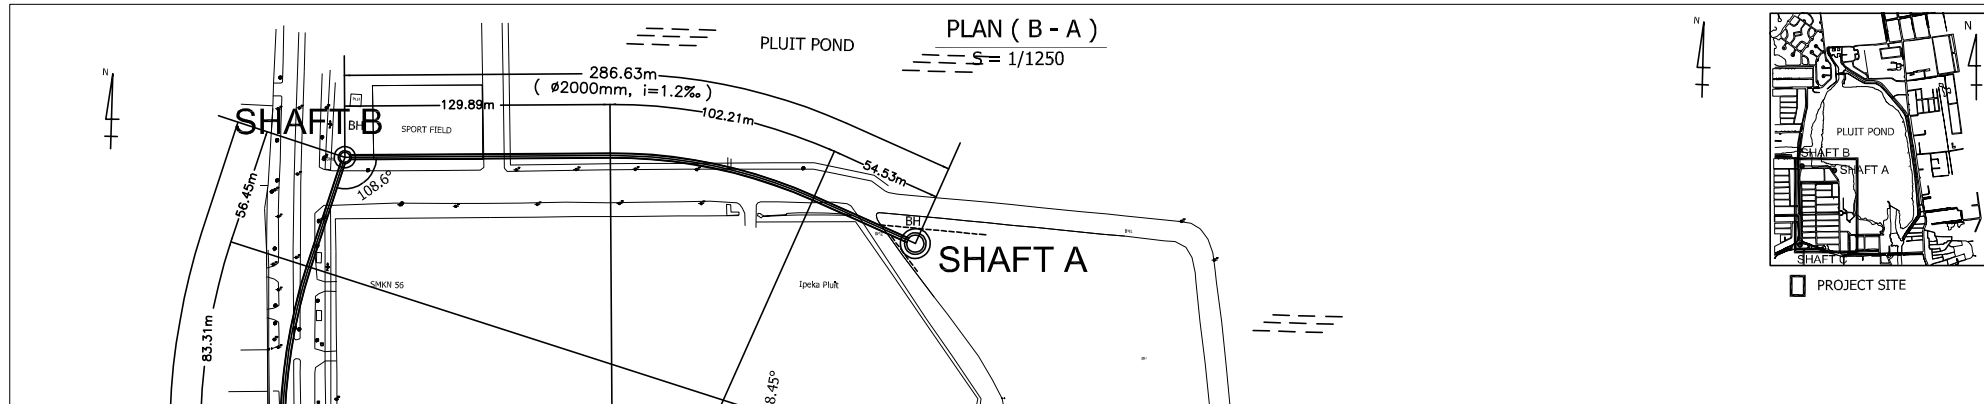 PLAN ( B - A )
S = 1/1250
PLUIT POND
N
N
N
N
286.63m
( Ø2000mm, i=1.2‰ )
129.89m
102.21m
54.53m
SHAFT B
BH
SPORT FIELD
108.6°
56.45m
BH
SHAFT A
SMKN 56
Ipeka Pluit
83.31m
8.45°
PLUIT POND
SHAFT B
SHAFT A
SHAFT C
PROJECT SITE